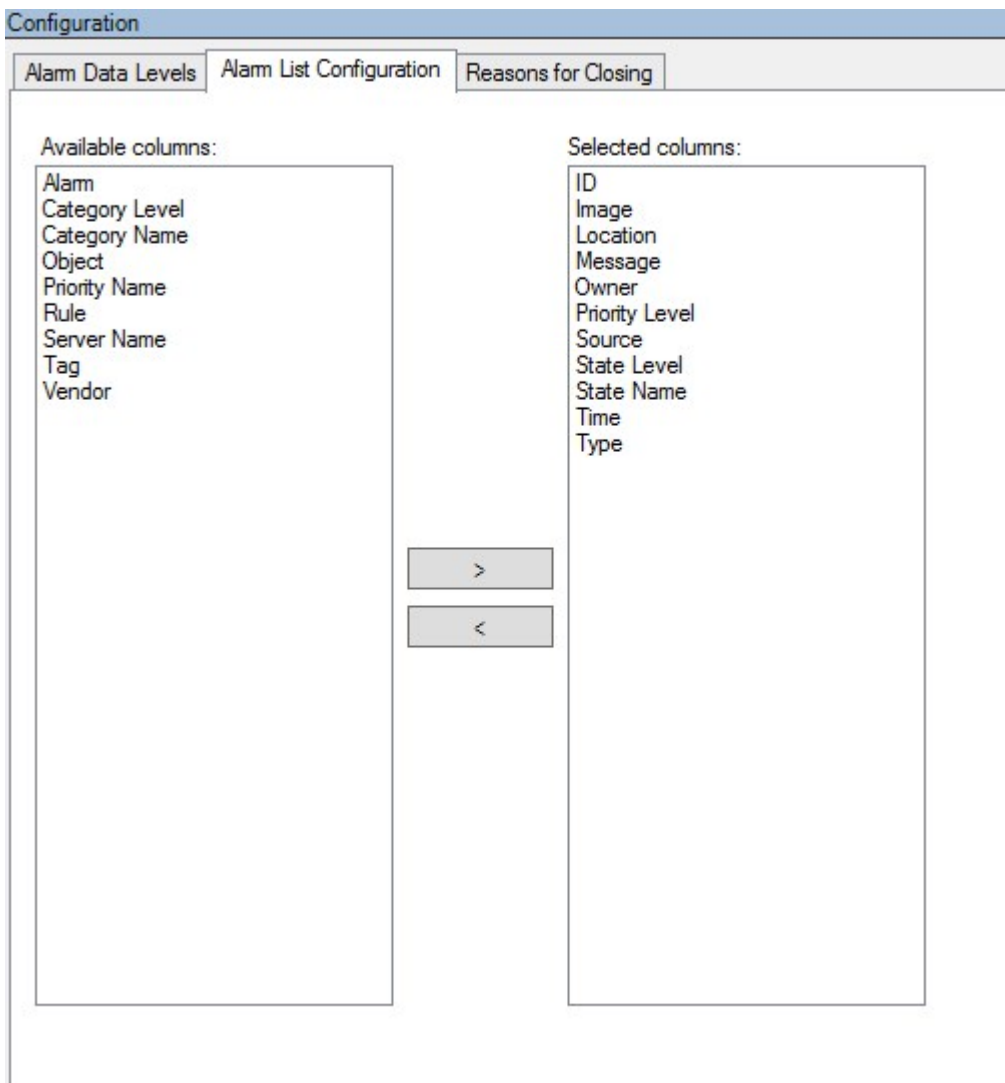 Configuration
Alarm Data Levels
Alarm List Configuration
Reasons for Closing
Available columns:
Alarm
Category Level
Category Name
Object
Priority Name
Rule
Server Name
Tag
Vendor
>
<
Selected columns:
ID
Image
Location
Message
Owner
Priority Level
Source
State Level
State Name
Time
Type